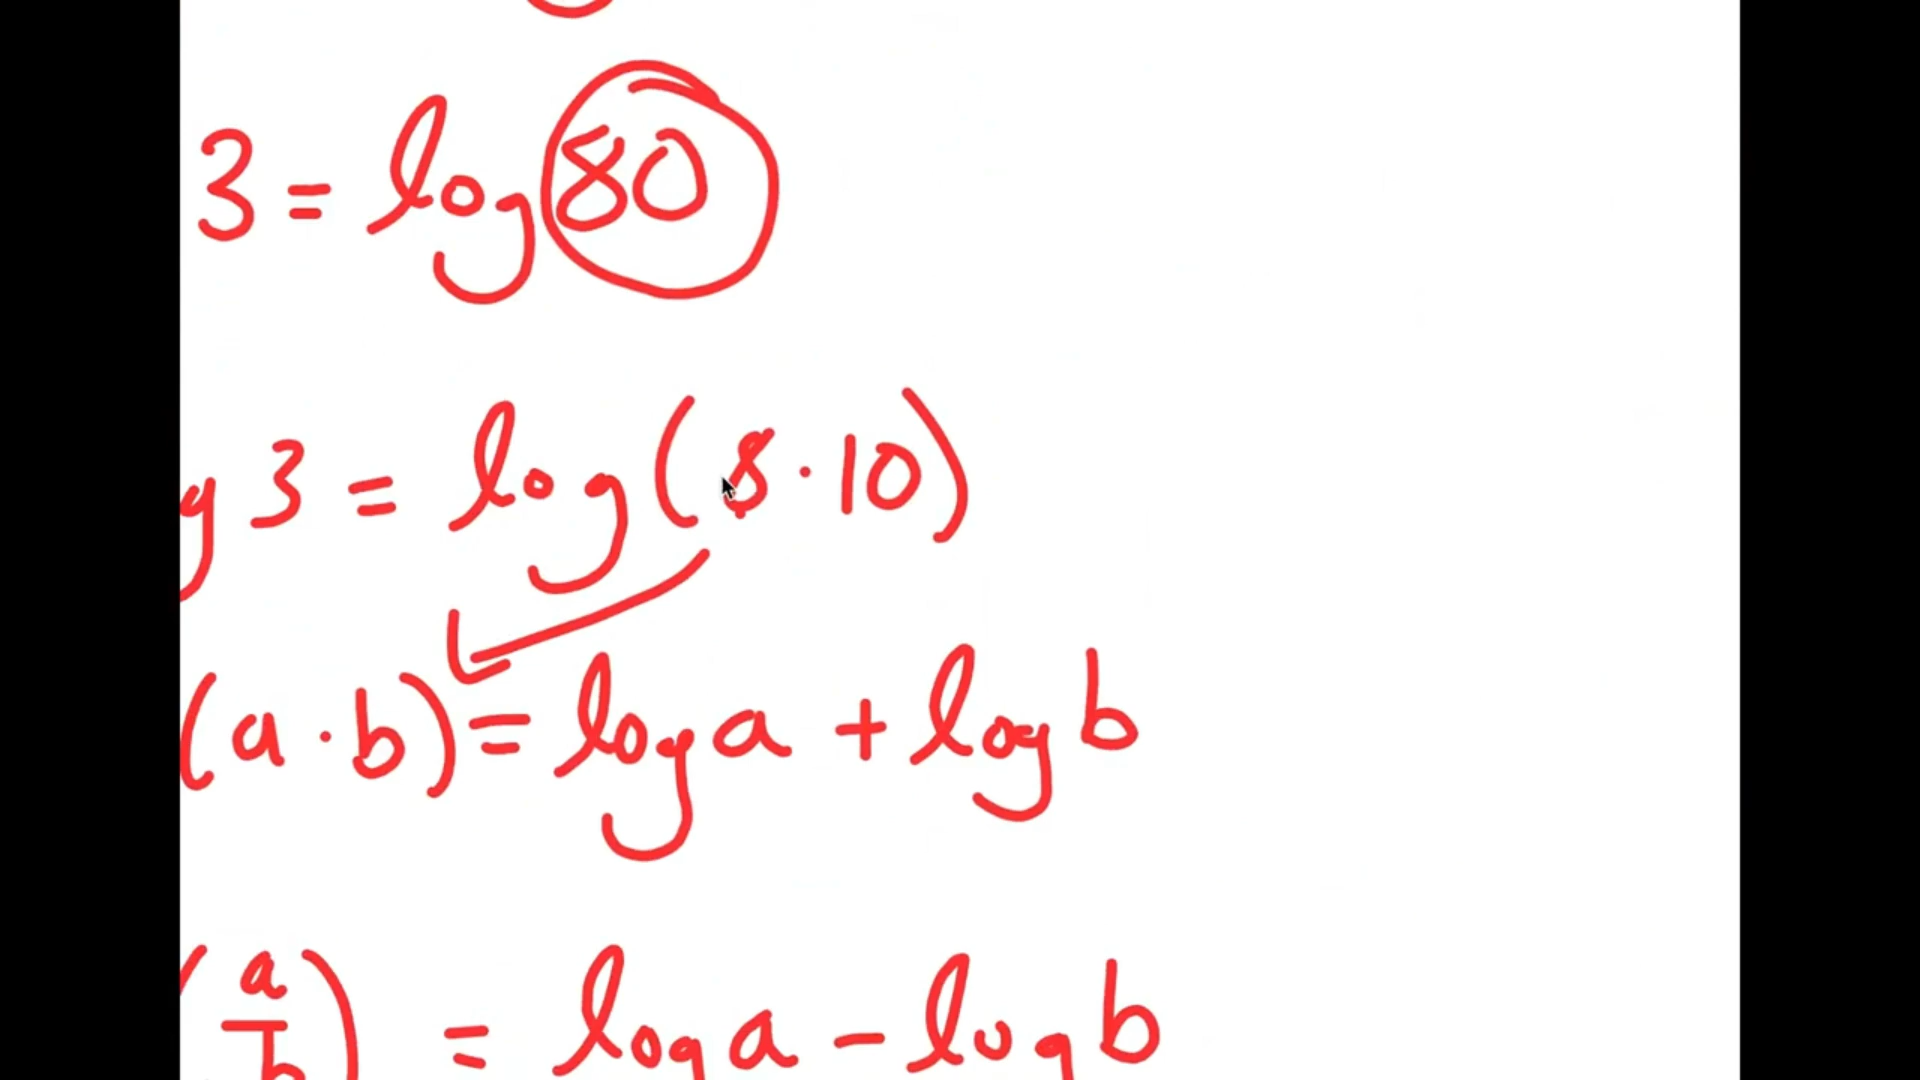 3 = log 80
g 3 = log(8·10)
(a·b) = log a + log b
(a/b) = log a - log b